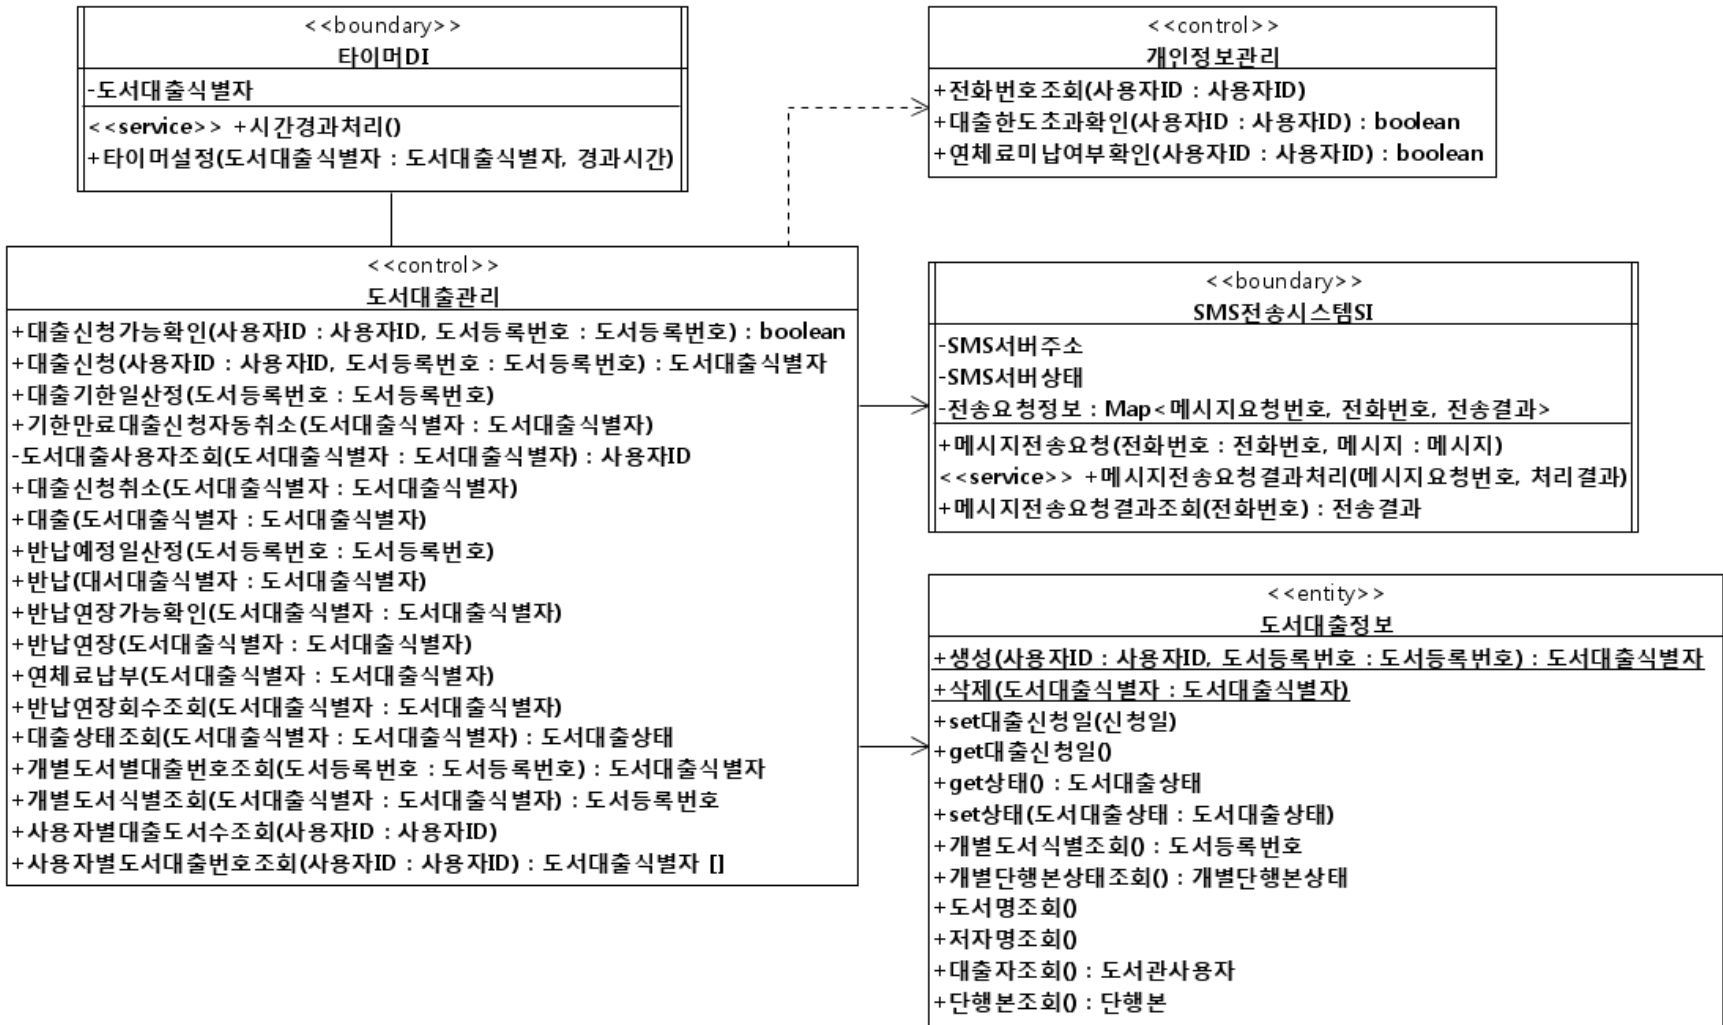 <<boundary>>
타이머DI
-도서대출식별자
<<service>> +시간경과처리()
+타이머설정(도서대출식별자 : 도서대출식별자, 경과시간)
<<control>>
개인정보관리
+전화번호조회(사용자ID : 사용자ID)
+대출한도초과확인(사용자ID : 사용자ID) : boolean
+연체료미납여부확인(사용자ID : 사용자ID) : boolean
<<control>>
도서대출관리
+대출신청가능확인(사용자ID : 사용자ID, 도서등록번호 : 도서등록번호) : boolean
+대출신청(사용자ID : 사용자ID, 도서등록번호 : 도서등록번호) : 도서대출식별자
+대출기한일산정(도서등록번호 : 도서등록번호)
+기한만료대출신청자동취소(도서대출식별자 : 도서대출식별자)
-도서대출사용자조회(도서대출식별자 : 도서대출식별자) : 사용자ID
+대출신청취소(도서대출식별자 : 도서대출식별자)
+대출(도서대출식별자 : 도서대출식별자)
+반납예정일산정(도서등록번호 : 도서등록번호)
+반납(대서대출식별자 : 도서대출식별자)
+반납연장가능확인(도서대출식별자 : 도서대출식별자)
+반납연장(도서대출식별자 : 도서대출식별자)
+연체료납부(도서대출식별자 : 도서대출식별자)
+반납연장회수조회(도서대출식별자 : 도서대출식별자)
+대출상태조회(도서대출식별자 : 도서대출식별자) : 도서대출상태
+개별도서별대출번호조회(도서등록번호 : 도서등록번호) : 도서대출식별자
+개별도서식별조회(도서대출식별자 : 도서대출식별자) : 도서등록번호
+사용자별대출도서수조회(사용자ID : 사용자ID)
+사용자별도서대출번호조회(사용자ID : 사용자ID) : 도서대출식별자 []
<<boundary>>
SMS전송시스템SI
-SMS서버주소
-SMS서버상태
-전송요청정보 : Map<메시지요청번호, 전화번호, 전송결과>
+메시지전송요청(전화번호 : 전화번호, 메시지 : 메시지)
<<service>> +메시지전송요청결과처리(메시지요청번호, 처리결과)
+메시지전송요청결과조회(전화번호) : 전송결과
<<entity>>
도서대출정보
+생성(사용자ID : 사용자ID, 도서등록번호 : 도서등록번호) : 도서대출식별자
+삭제(도서대출식별자 : 도서대출식별자)
+set대출신청일(신청일)
+get대출신청일()
+get상태() : 도서대출상태
+set상태(도서대출상태 : 도서대출상태)
+개별도서식별조회() : 도서등록번호
+개별단행본상태조회() : 개별단행본상태
+도서명조회()
+저자명조회()
+대출자조회() : 도서관사용자
+단행본조회() : 단행본